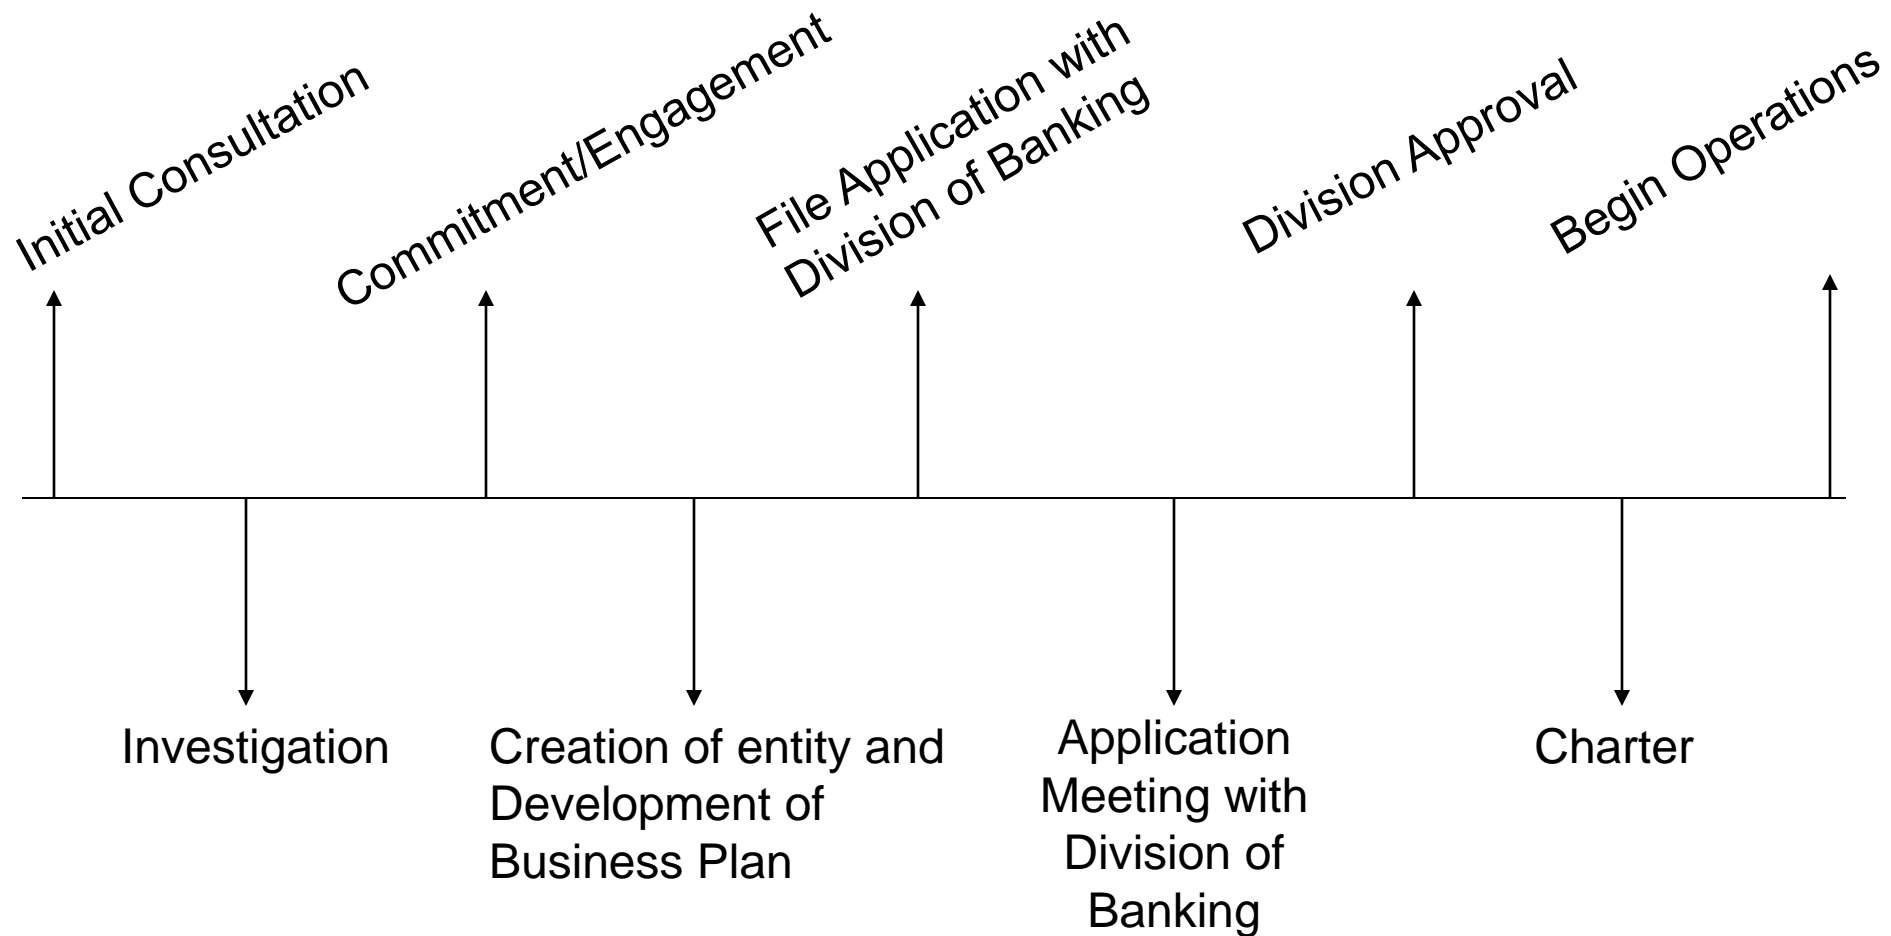 Initial Consultation
Commitment/Engagement
File Application with
Division of Banking
Division Approval
Begin Operations
Investigation
Creation of entity and
Development of
Business Plan
Application
Meeting with
Division of
Banking
Charter